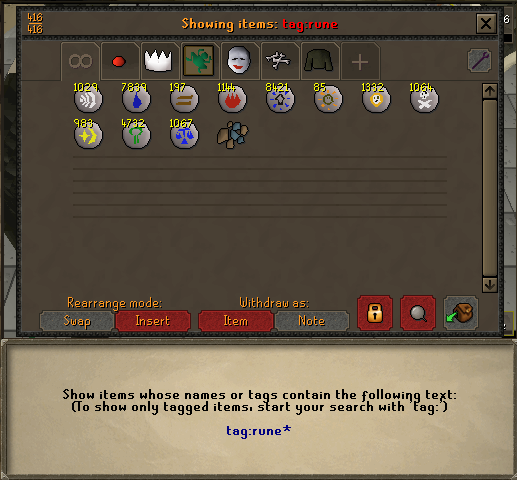 416
416
Showing items: tag:rune
6
1029 7839 197 1144 8421 85 1332 1064
983 4732 1067
Rearrange mode: Withdraw as:
Swap Insert Item Note
Show items whose names or tags contain the following text:
(To show only tagged items, start your search with 'tag:')
tag:rune*